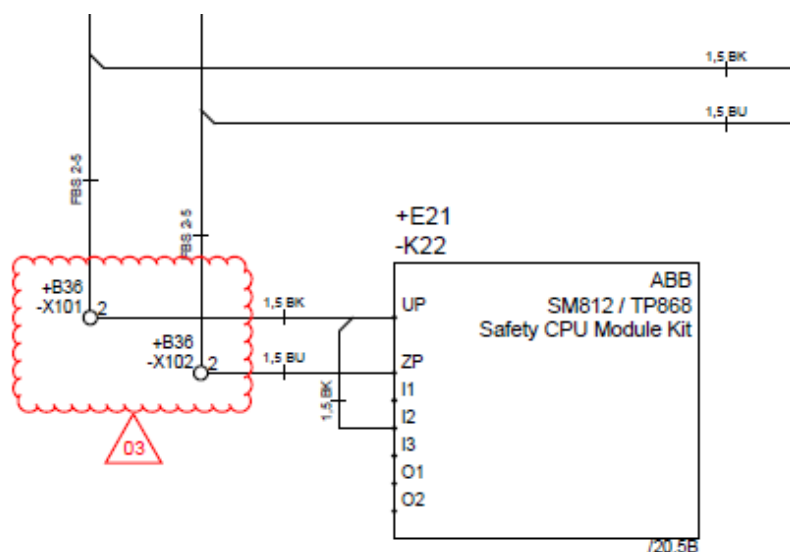 1,5 BK
1,5 BU
FBS 2-5
FBS 2-5
+E21
-K22
+B36
-X101
2
1,5 BK
UP
ABB
SM812 / TP868
Safety CPU Module Kit
+B36
-X102
2
1,5 BU
ZP
1,5 BK
I1
I2
I3
O1
O2
03
/20.5B